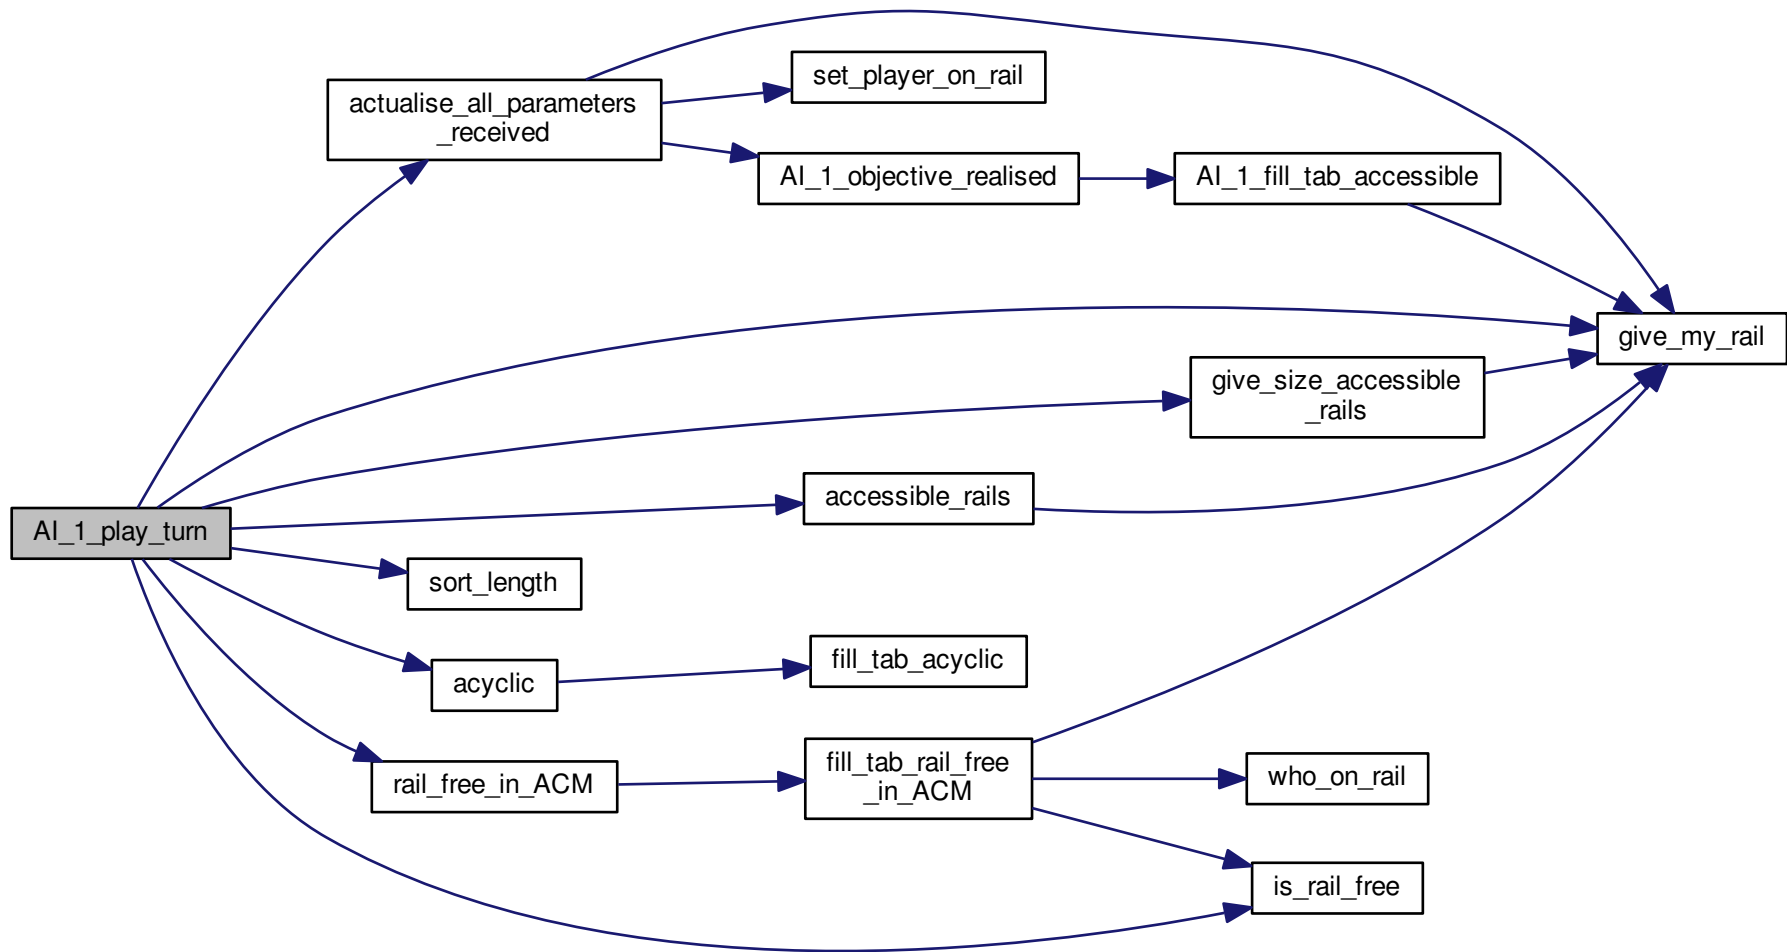 set_player_on_rail
actualise_all_parameters
_received
AI_1_objective_realised
AI_1_fill_tab_accessible
give_my_rail
give_size_accessible
_rails
accessible_rails
AI_1_play_turn
sort_length
fill_tab_acyclic
acyclic
fill_tab_rail_free
_in_ACM
rail_free_in_ACM
who_on_rail
is_rail_free